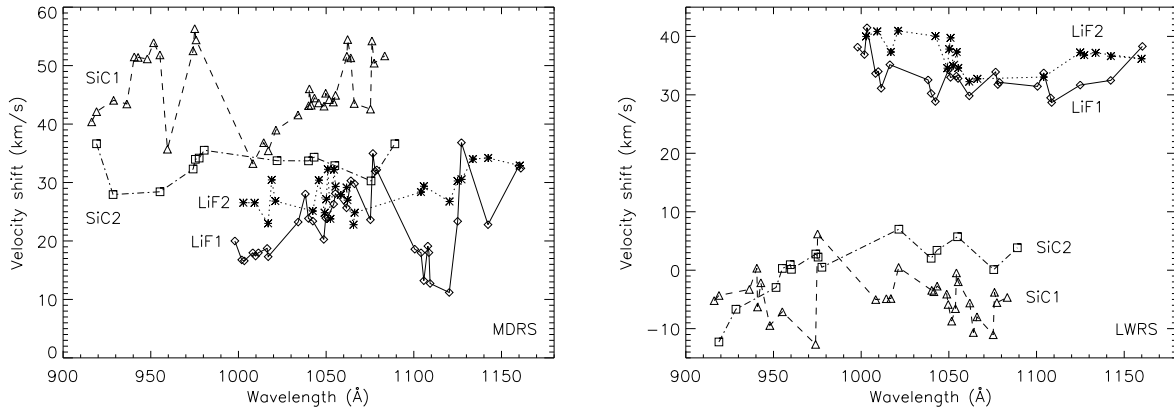 60
50
40
30
20
10
0
Velocity shift (km/s)
SiC1
SiC2
LiF2
LiF1
MDRS
900 950 1000 1050 1100 1150
Wavelength (Å)
40
30
20
10
0
−10
Velocity shift (km/s)
LiF2
LiF1
SiC2
SiC1
LWRS
900 950 1000 1050 1100 1150
Wavelength (Å)